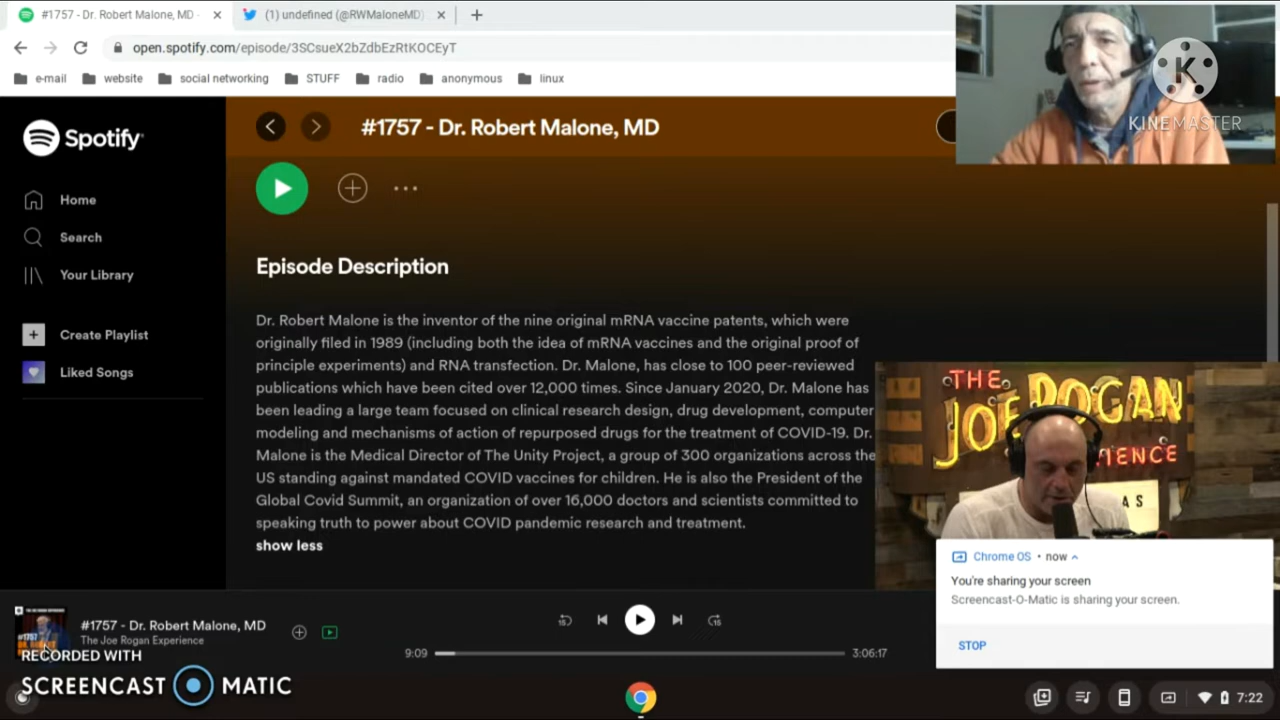 #1757 - Dr. Robert Malone, MD -
(1) undefined (@RWMaloneMD)
open.spotify.com/episode/3SCsueX2bZdbEzRtKOCEyT
e-mail
website
social networking
STUFF
radio
anonymous
linux
K
KINEMASTER
Spotify
#1757 - Dr. Robert Malone, MD
Home
Search
Your Library
Create Playlist
Liked Songs
Episode Description
Dr. Robert Malone is the inventor of the nine original mRNA vaccine patents, which were
originally filed in 1989 (including both the idea of mRNA vaccines and the original proof of
principle experiments) and RNA transfection. Dr. Malone, has close to 100 peer-reviewed
publications which have been cited over 12,000 times. Since January 2020, Dr. Malone has
been leading a large team focused on clinical research design, drug development, computer
modeling and mechanisms of action of repurposed drugs for the treatment of COVID-19. Dr.
Malone is the Medical Director of The Unity Project, a group of 300 organizations across the
US standing against mandated COVID vaccines for children. He is also the President of the
Global Covid Summit, an organization of over 16,000 doctors and scientists committed to
speaking truth to power about COVID pandemic research and treatment.
show less
THE
JOE ROGAN
IENCE
A S
Chrome OS • now
You're sharing your screen
Screencast-O-Matic is sharing your screen.
STOP
#1757 - Dr. Robert Malone, MD
The Joe Rogan Experience
15
15
9:09
3:06:17
RECORDED WITH
SCREENCAST MATIC
7:22